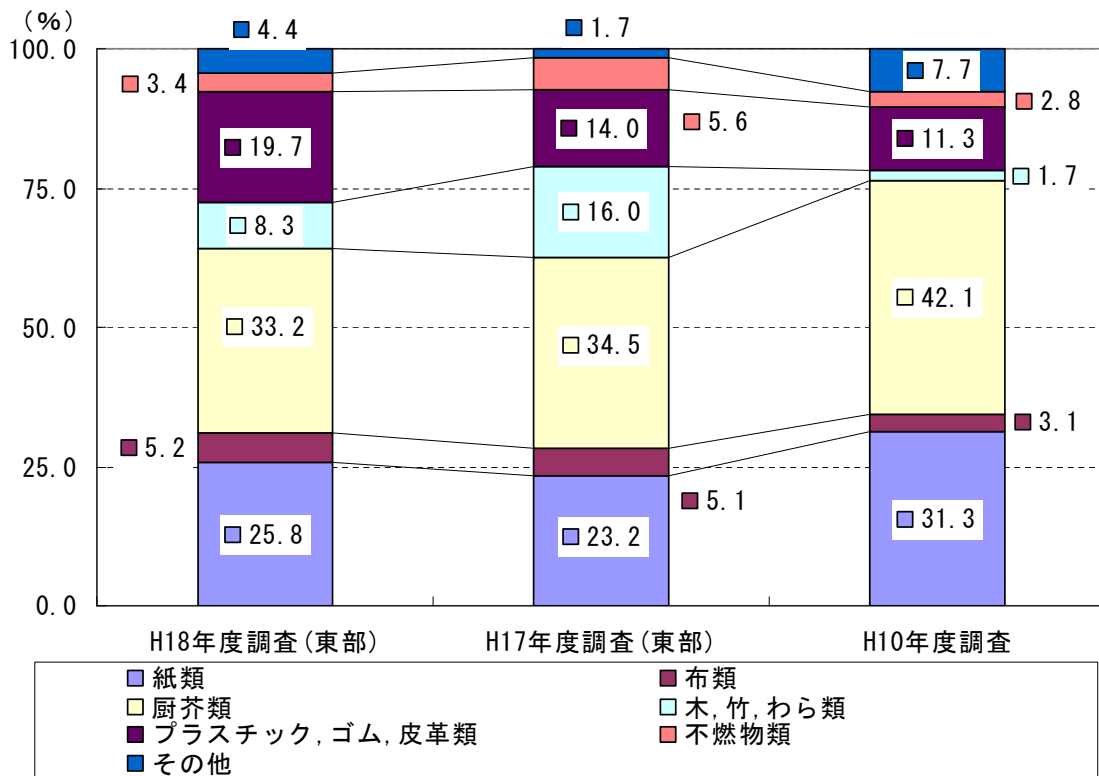 (%)
100.0
75.0
50.0
25.0
0.0
4.4
3.4
19.7
8.3
33.2
5.2
25.8
1.7
5.6
14.0
16.0
34.5
5.1
23.2
7.7
2.8
11.3
1.7
42.1
3.1
31.3
H18年度調査(東部)
H17年度調査(東部)
H10年度調査
紙類
布類
厨芥類
木,竹,わら類
プラスチック,ゴム,皮革類
不燃物類
その他